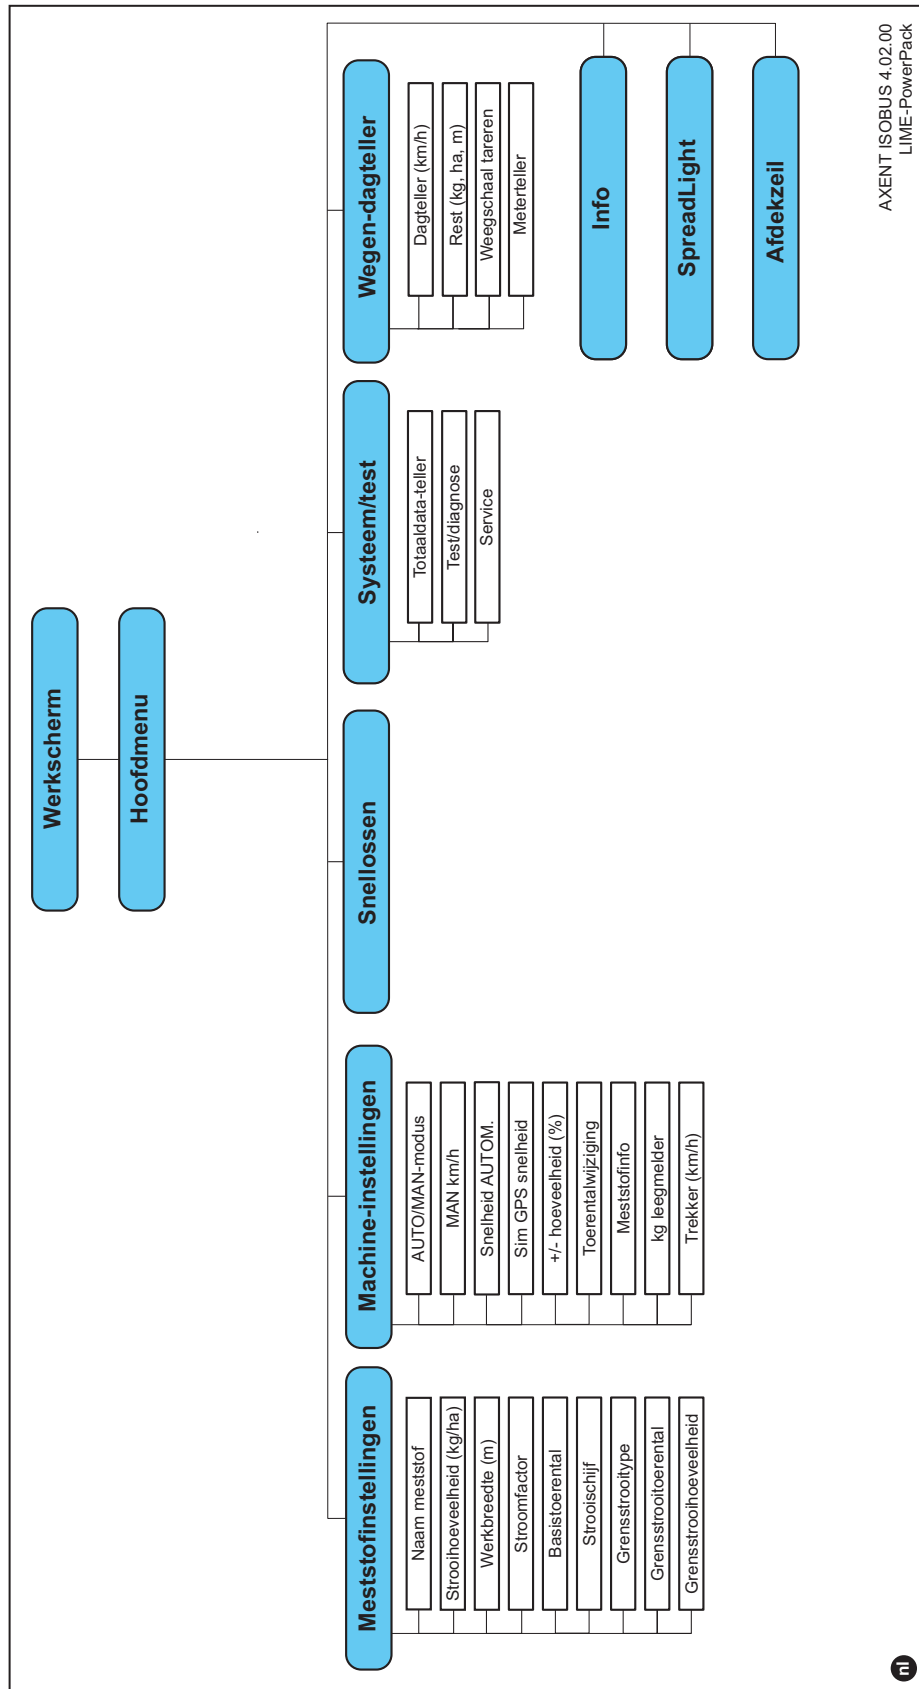 Werkscherm
Hoofdmenu
Meststofinstellingen
Naam meststof
Strooihoeveelheid (kg/ha)
Werkbreedte (m)
Stroomfactor
Basistoerental
Strooischijf
Grensstrooitype
Grensstrooitoerental
Grensstrooihoeveelheid
Machine-instellingen
AUTO/MAN-modus
MAN km/h
Snelheid AUTOM.
Sim GPS snelheid
+/- hoeveelheid (%)
Toerentalwijziging
Meststofinfo
kg leegmelder
Trekker (km/h)
Snellossen
Systeem/test
Totaaldata-teller
Test/diagnose
Service
Wegen-dagteller
Dagteller (km/h)
Rest (kg, ha, m)
Weegschaal tareren
Meterteller
Info
SpreadLight
Afdekzeil
nl
AXENT ISOBUS 4.02.00
LIME-PowerPack